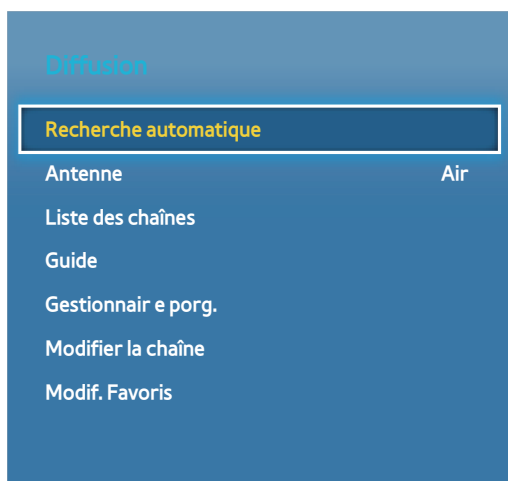 Diffusion
Recherche automatique
Antenne Air
Liste des chaînes
Guide
Gestionnair e porg.
Modifier la chaîne
Modif. Favoris